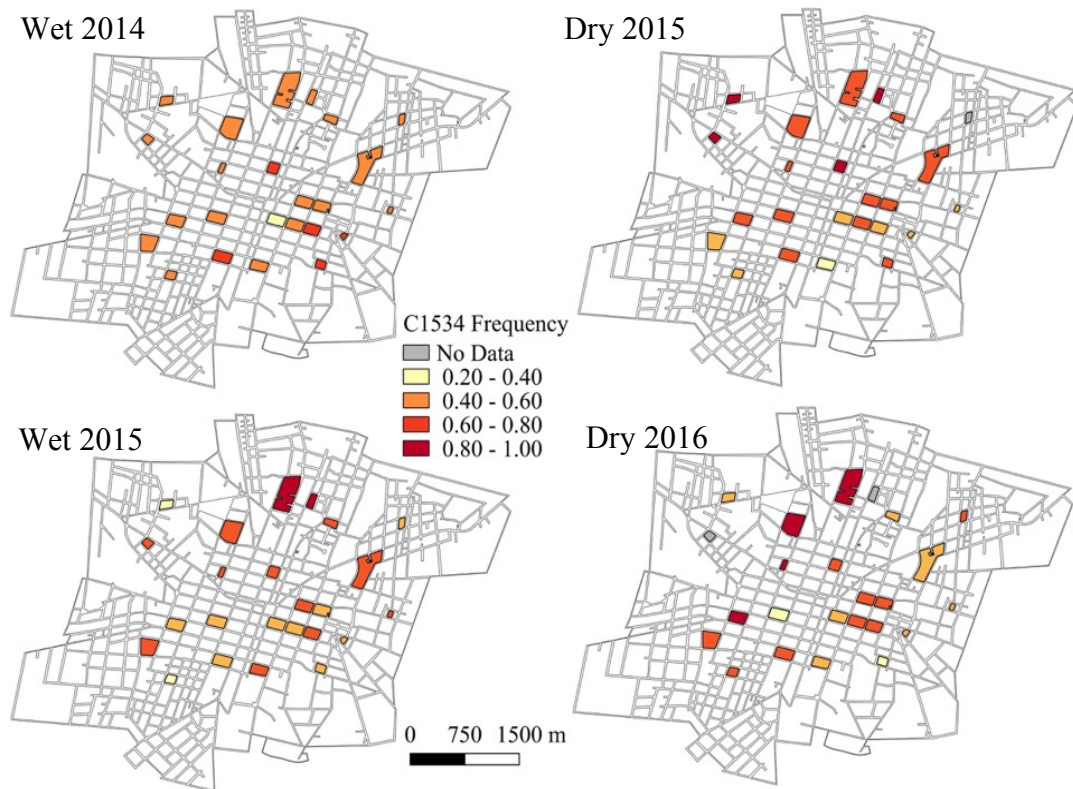 Wet 2014
Dry 2015
C1534 Frequency
No Data
0.20 - 0.40
0.40 - 0.60
0.60 - 0.80
0.80 - 1.00
Wet 2015
Dry 2016
0 750 1500 m